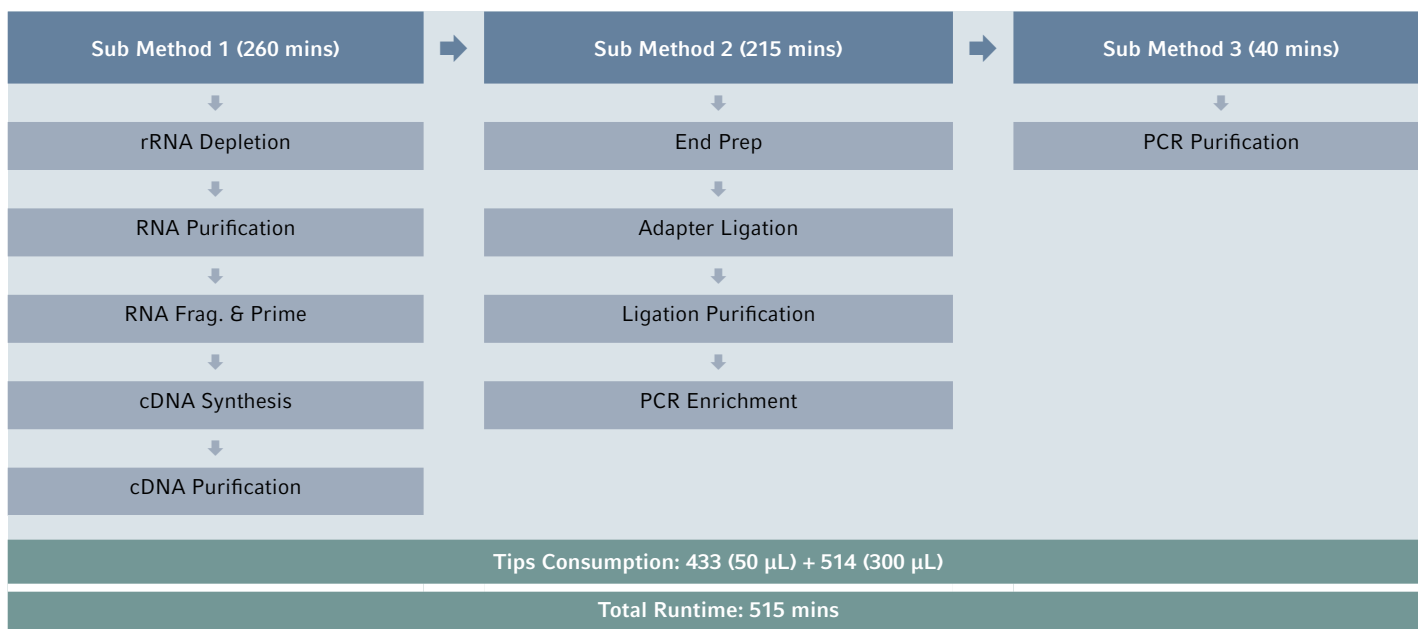 Sub Method 1 (260 mins)
rRNA Depletion
RNA Purification
RNA Frag. & Prime
cDNA Synthesis
cDNA Purification
Sub Method 2 (215 mins)
End Prep
Adapter Ligation
Ligation Purification
PCR Enrichment
Sub Method 3 (40 mins)
PCR Purification
Tips Consumption: 433 (50 μL) + 514 (300 μL)
Total Runtime: 515 mins